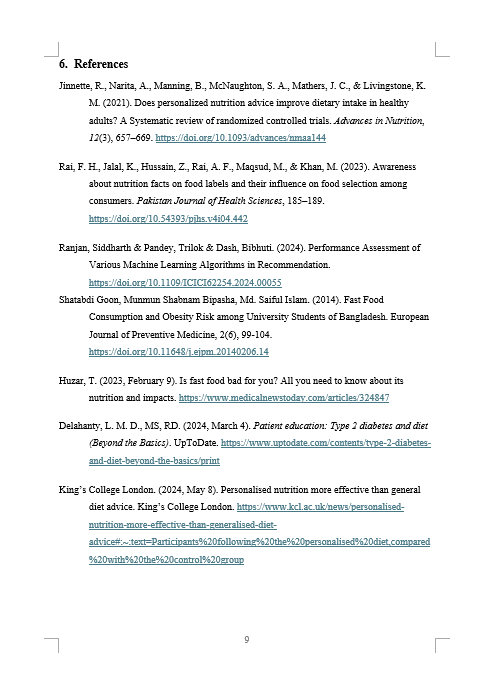 6. References
Jinnette, R., Narita, A., Manning, B., McNaughton, S. A., Mathers, J. C., & Livingstone, K.
M. (2021). Does personalized nutrition advice improve dietary intake in healthy
adults? A Systematic review of randomized controlled trials. Advances in Nutrition,
12(3), 657–669. https://doi.org/10.1093/advances/nmaa144
Rai, F. H., Jalal, K., Hussain, Z., Rai, A. F., Maqsud, M., & Khan, M. (2023). Awareness
about nutrition facts on food labels and their influence on food selection among
consumers. Pakistan Journal of Health Sciences, 185–189.
https://doi.org/10.54393/pjhs.v4i04.442
Ranjan, Siddharth & Pandey, Trilok & Dash, Bibhuti. (2024). Performance Assessment of
Various Machine Learning Algorithms in Recommendation.
https://doi.org/10.1109/ICICI62254.2024.00055
Shatabdi Goon, Munmun Shabnam Bipasha, Md. Saiful Islam. (2014). Fast Food
Consumption and Obesity Risk among University Students of Bangladesh. European
Journal of Preventive Medicine, 2(6), 99-104.
https://doi.org/10.11648/j.ejpm.20140206.14
Huzar, T. (2023, February 9). Is fast food bad for you? All you need to know about its
nutrition and impacts. https://www.medicalnewstoday.com/articles/324847
Delahanty, L. M. D., MS, RD. (2024, March 4). Patient education: Type 2 diabetes and diet
(Beyond the Basics). UpToDate. https://www.uptodate.com/contents/type-2-diabetes-
and-diet-beyond-the-basics/print
King’s College London. (2024, May 8). Personalised nutrition more effective than general
diet advice. King’s College London. https://www.kcl.ac.uk/news/personalised-
nutrition-more-effective-than-generalised-diet-
advice#:~:text=Participants%20following%20the%20personalised%20diet,compared
%20with%20the%20control%20group
9